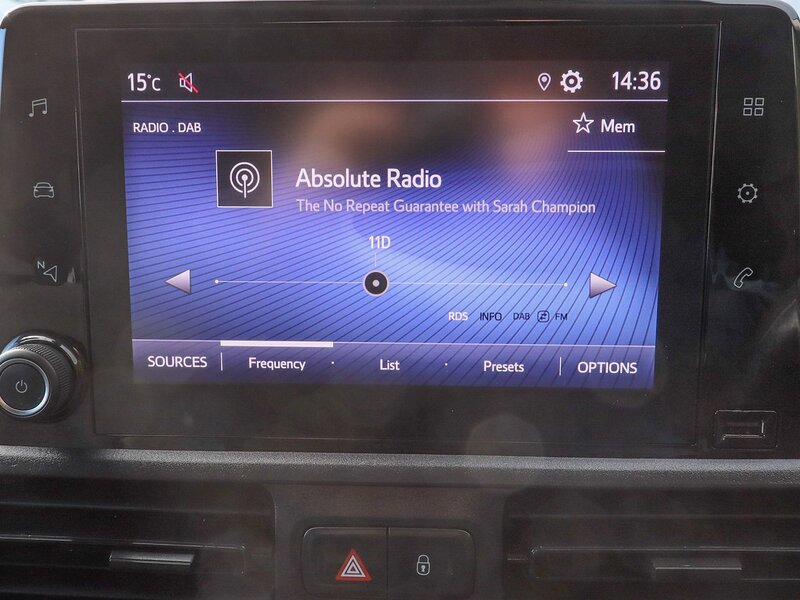 15°C
14:36
RADIO . DAB
Mem
Absolute Radio
The No Repeat Guarantee with Sarah Champion
11D
RDS INFO DAB FM
SOURCES Frequency · List · Presets OPTIONS
N